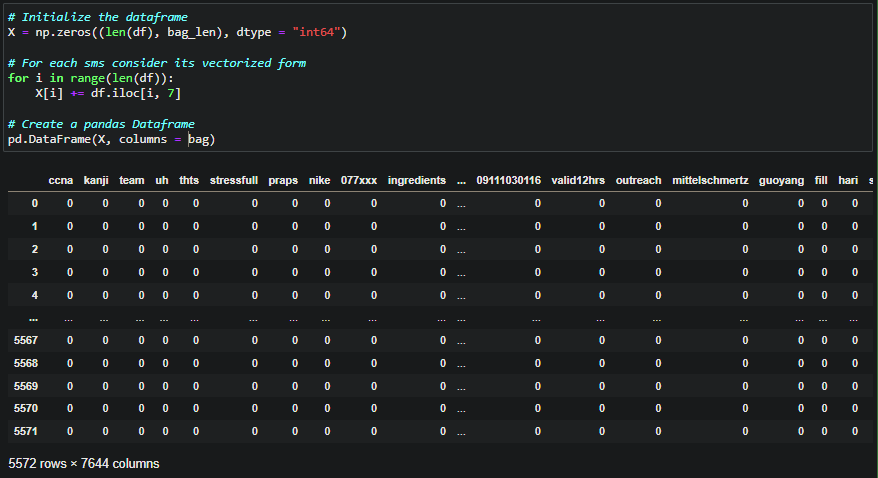 # Initialize the dataframe
X = np.zeros((len(df), bag_len), dtype = "int64")
# For each sms consider its vectorized form
for i in range(len(df)):
X[i] += df.iloc[i, 7]
# Create a pandas Dataframe
pd.DataFrame(X, columns = bag)
ccna kanji team uh thts stressfull praps nike 077xxx ingredients ... 09111030116 valid12hrs outreach mittelschmertz guoyang fill hari
0 0 0 0 0 0 0 0 0 0 0 ... 0 0 0 0 0 0 0
1 0 0 0 0 0 0 0 0 0 0 ... 0 0 0 0 0 0 0
2 0 0 0 0 0 0 0 0 0 0 ... 0 0 0 0 0 0 0
3 0 0 0 0 0 0 0 0 0 0 ... 0 0 0 0 0 0 0
4 0 0 0 0 0 0 0 0 0 0 ... 0 0 0 0 0 0 0
... ... ... ... ... ... ... ... ... ... ... ... ... ... ... ... ... ... ...
5567 0 0 0 0 0 0 0 0 0 0 ... 0 0 0 0 0 0 0
5568 0 0 0 0 0 0 0 0 0 0 ... 0 0 0 0 0 0 0
5569 0 0 0 0 0 0 0 0 0 0 ... 0 0 0 0 0 0 0
5570 0 0 0 0 0 0 0 0 0 0 ... 0 0 0 0 0 0 0
5571 0 0 0 0 0 0 0 0 0 0 ... 0 0 0 0 0 0 0
5572 rows × 7644 columns